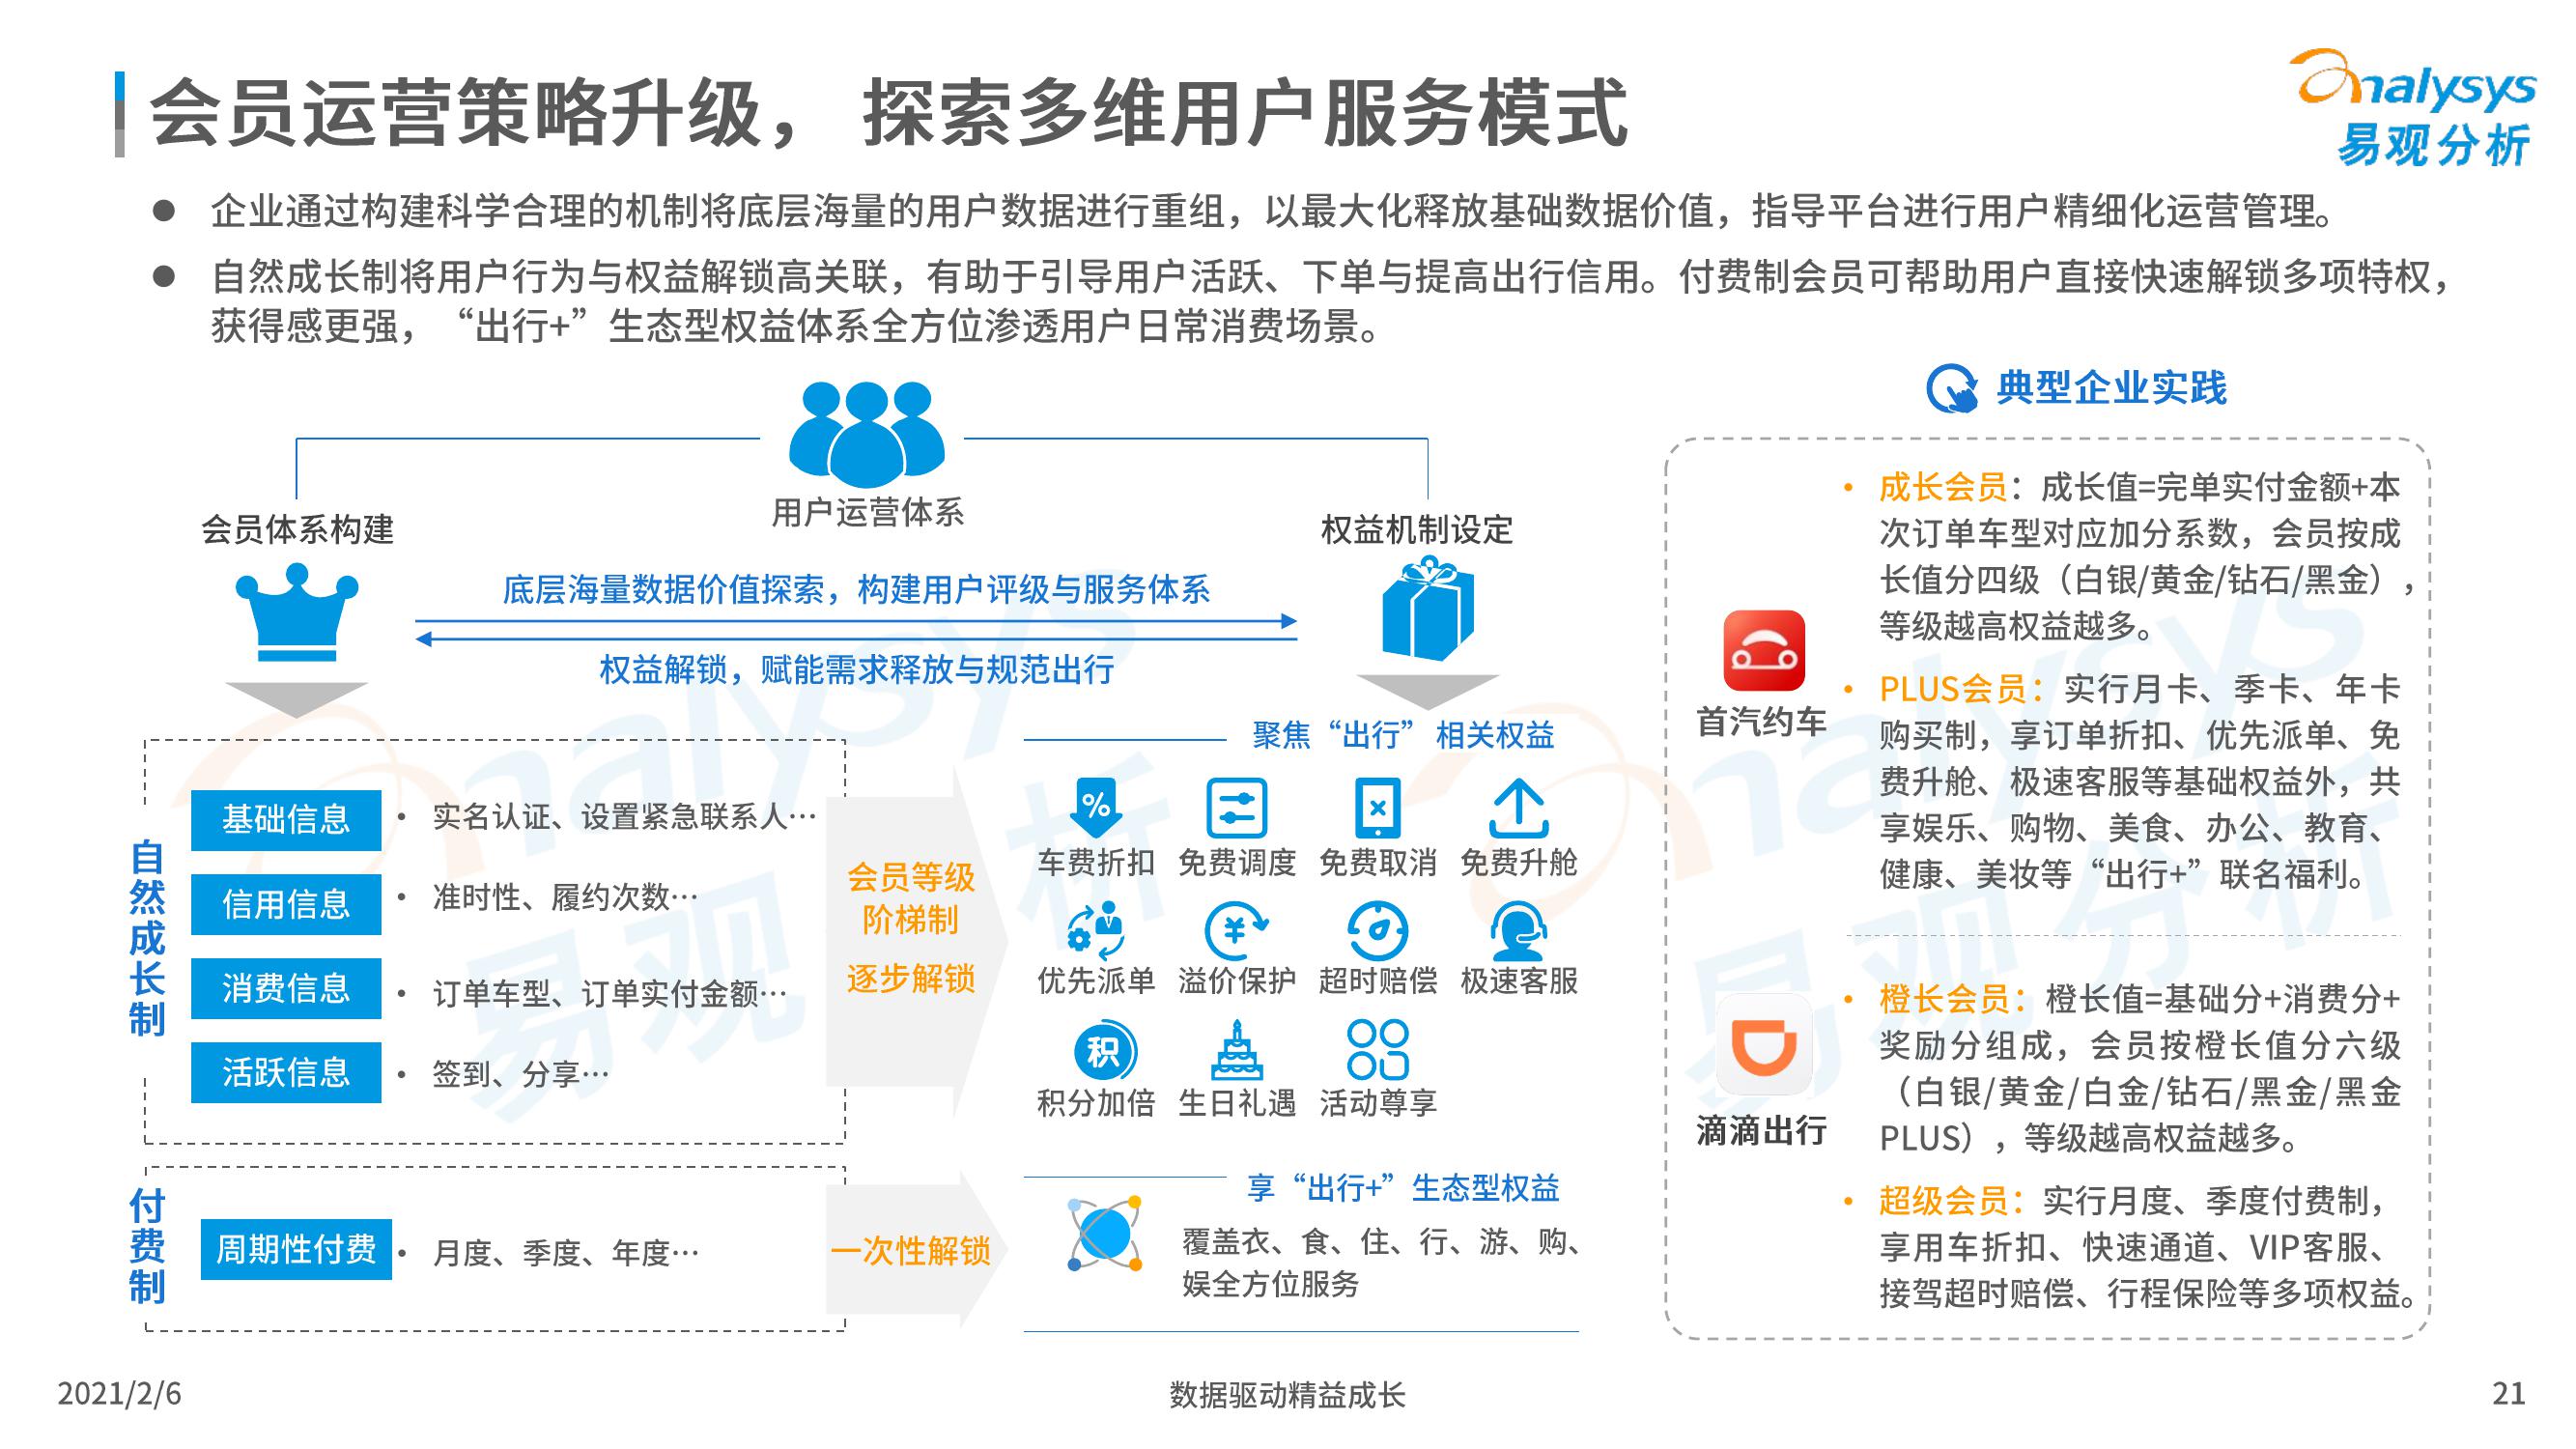 会员运营策略升级， 探索多维用户服务模式
analysys
易观分析
● 企业通过构建科学合理的机制将底层海量的用户数据进行重组，以最大化释放基础数据价值，指导平台进行用户精细化运营管理。
● 自然成长制将用户行为与权益解锁高关联，有助于引导用户活跃、下单与提高出行信用。付费制会员可帮助用户直接快速解锁多项特权，
获得感更强，“出行+”生态型权益体系全方位渗透用户日常消费场景。
用户运营体系
会员体系构建
权益机制设定
底层海量数据价值探索，构建用户评级与服务体系
权益解锁，赋能需求释放与规范出行
自然成长制
基础信息
• 实名认证、设置紧急联系人…
信用信息
• 准时性、履约次数…
消费信息
• 订单车型、订单实付金额…
活跃信息
• 签到、分享…
会员等级
阶梯制
逐步解锁
付费制
周期性付费
• 月度、季度、年度…
一次性解锁
聚焦“出行”相关权益
%
车费折扣 免费调度 免费取消 免费升舱
¥
优先派单 溢价保护 超时赔偿 极速客服
积
积分加倍 生日礼遇 活动尊享
享“出行+”生态型权益
覆盖衣、食、住、行、游、购、
娱全方位服务
典型企业实践
首汽约车
• 成长会员：成长值=完单实付金额+本
次订单车型对应加分系数，会员按成
长值分四级（白银/黄金/钻石/黑金），
等级越高权益越多。
• PLUS会员：实行月卡、季卡、年卡
购买制，享订单折扣、优先派单、免
费升舱、极速客服等基础权益外，共
享娱乐、购物、美食、办公、教育、
健康、美妆等“出行+”联名福利。
滴滴出行
• 橙长会员：橙长值=基础分+消费分+
奖励分组成，会员按橙长值分六级
（白银/黄金/白金/钻石/黑金/黑金
PLUS），等级越高权益越多。
• 超级会员：实行月度、季度付费制，
享用车折扣、快速通道、VIP客服、
接驾超时赔偿、行程保险等多项权益。
2021/2/6
数据驱动精益成长
21